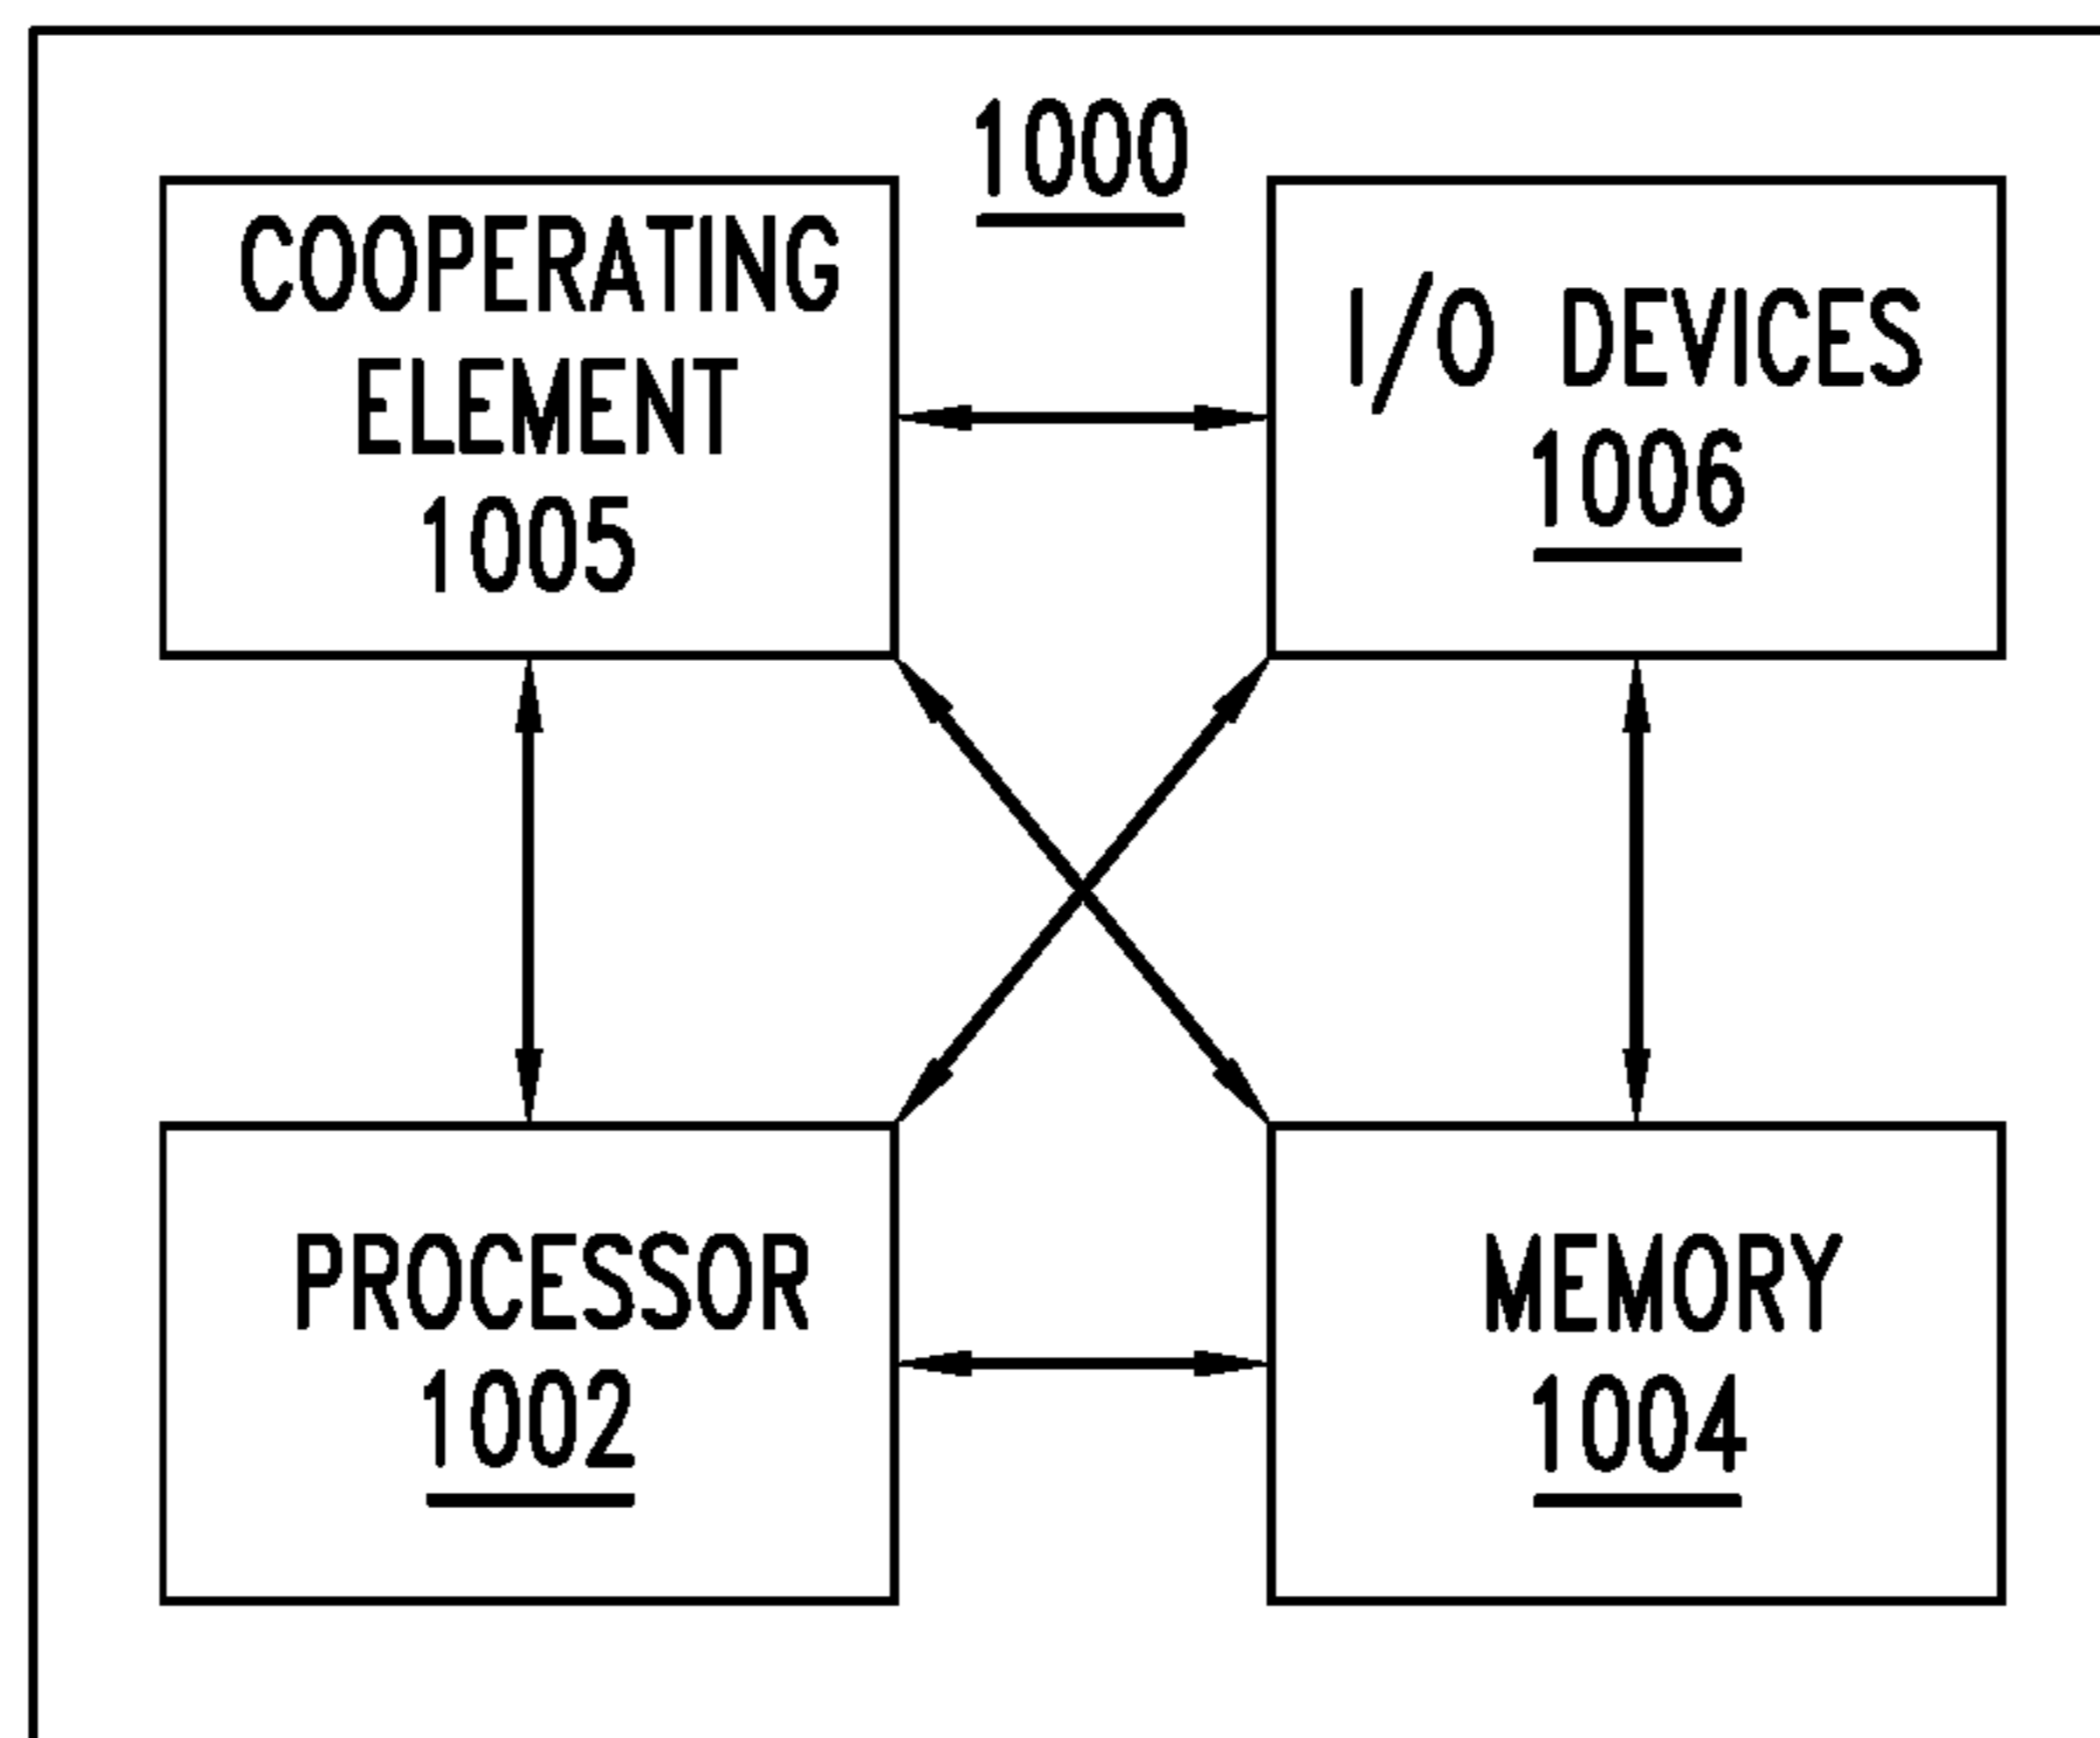 1000
COOPERATING
ELEMENT
1005
I/O DEVICES
1006
PROCESSOR
1002
MEMORY
1004